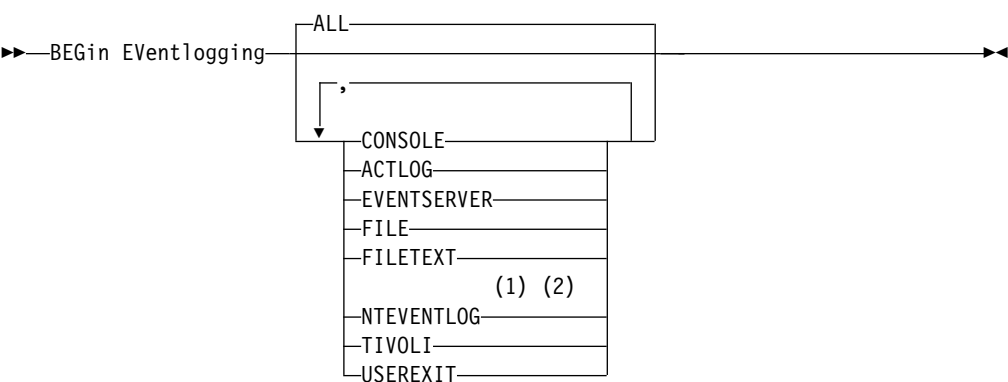 ALL
BEGin EVentlogging
,
CONSOLE
ACTLOG
EVENTSERVER
FILE
FILETEXT
(1) (2)
NTEVENTLOG
TIVOLI
USEREXIT